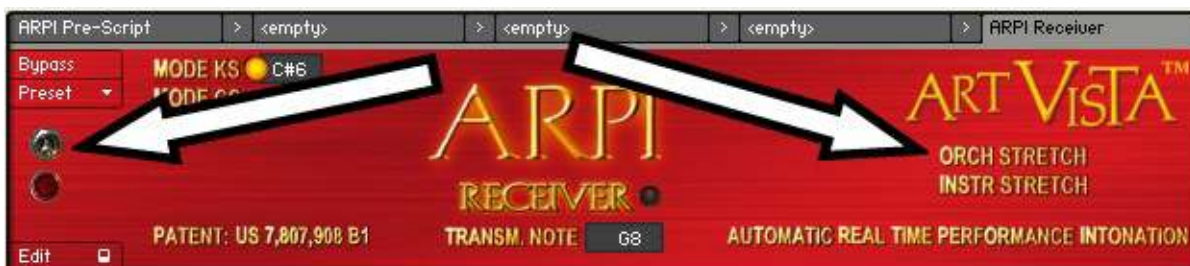 ARPI Pre-Script > <empty> > <empty> > <empty> > ARPI Receiver
Bypass
Preset
MODE KS C#6
MODE
ARPI
RECEIVER
ART VISTA™
ORCH STRETCH
INSTR STRETCH
PATENT: US 7,807,908 B1
TRANSM. NOTE G8
AUTOMATIC REAL TIME PERFORMANCE INTONATION
Edit